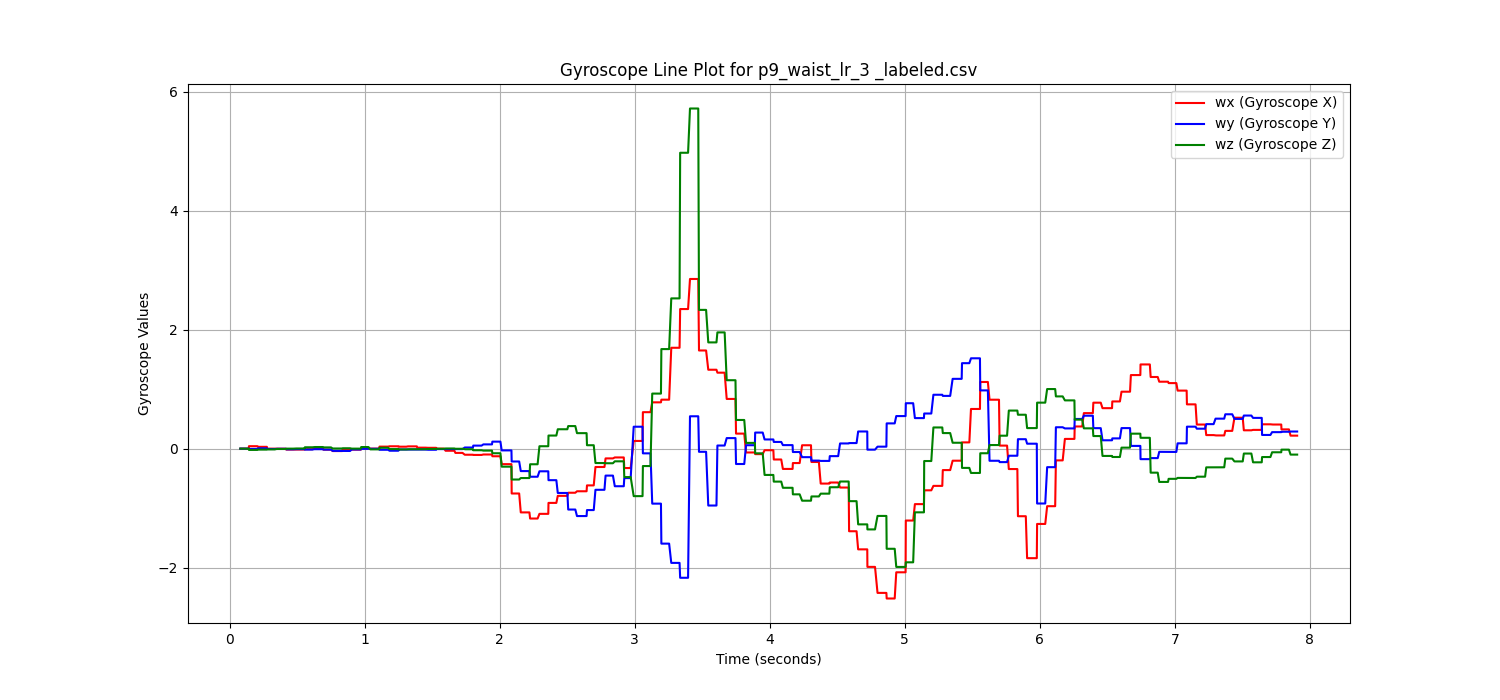 Gyroscope Line Plot for p9_waist_lr_3 _labeled.csv
wx (Gyroscope X)
wy (Gyroscope Y)
wz (Gyroscope Z)
Gyroscope Values
6
4
2
0
−2
0 1 2 3 4 5 6 7 8
Time (seconds)